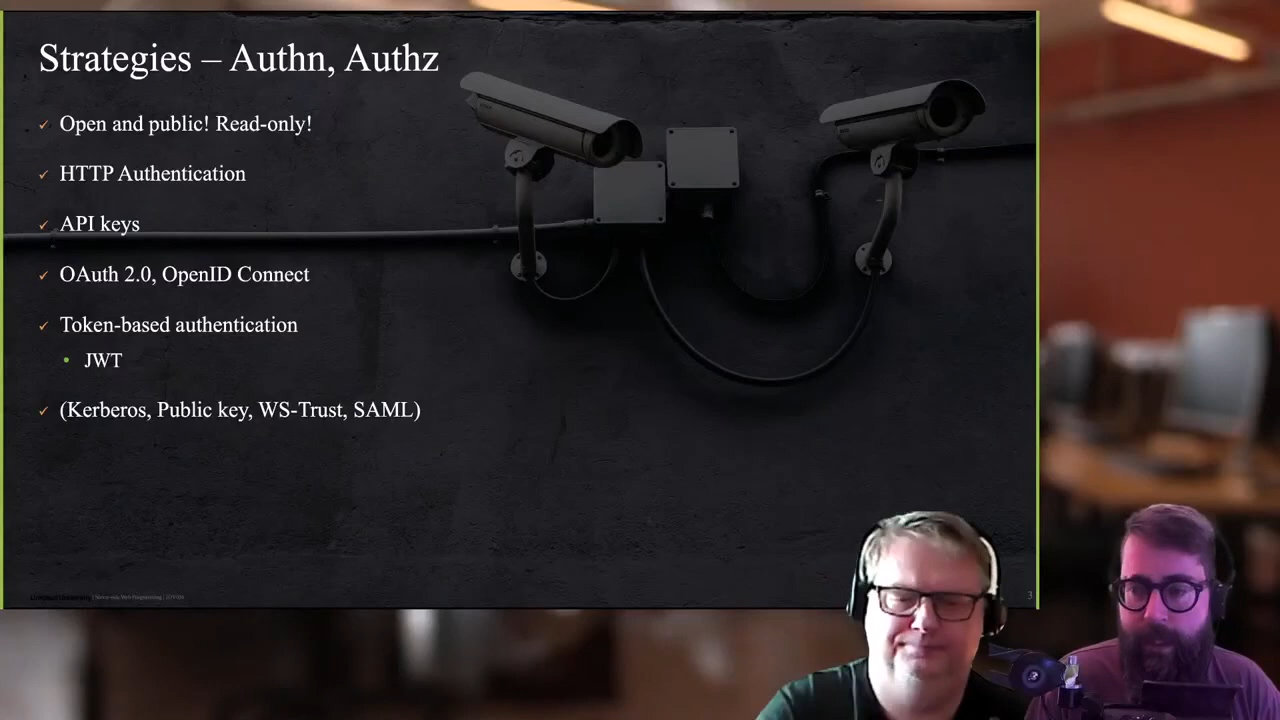 Strategies – Authn, Authz
Open and public! Read-only!
HTTP Authentication
API keys
OAuth 2.0, OpenID Connect
Token-based authentication
JWT
(Kerberos, Public key, WS-Trust, SAML)
3